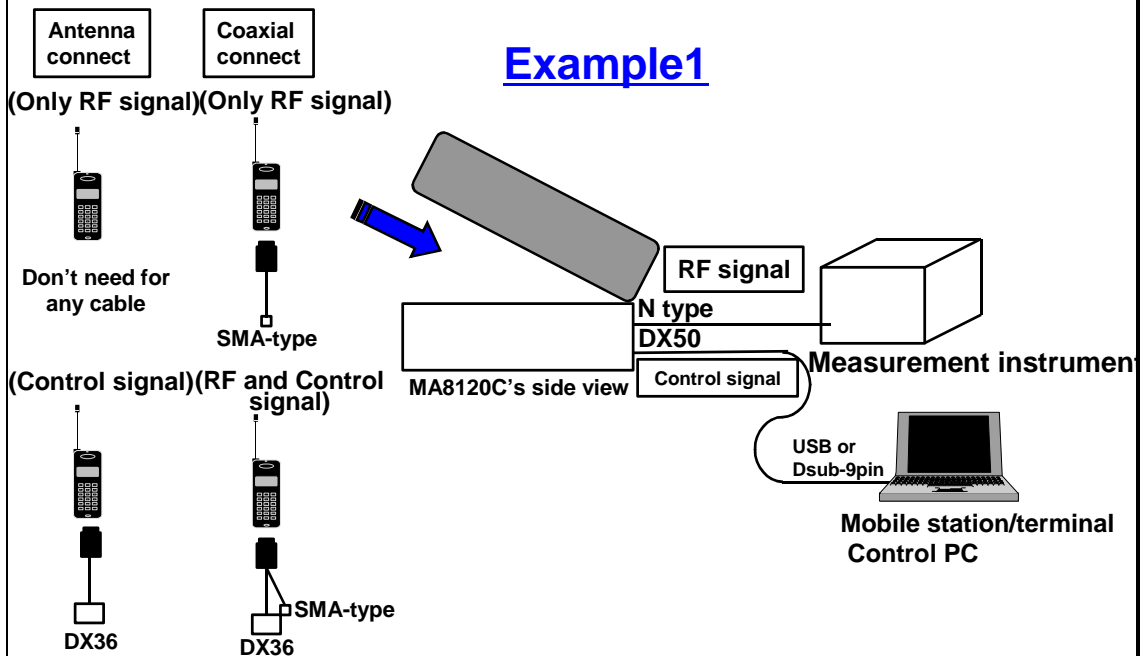 Antenna
connect
Coaxial
connect
Example1
(Only RF signal)
(Only RF signal)
Don't need for
any cable
SMA-type
RF signal
N type
DX50
Measurement instrument
MA8120C's side view
Control signal
(Control signal)
(RF and Control
signal)
USB or
Dsub-9pin
Mobile station/terminal
Control PC
SMA-type
DX36
DX36